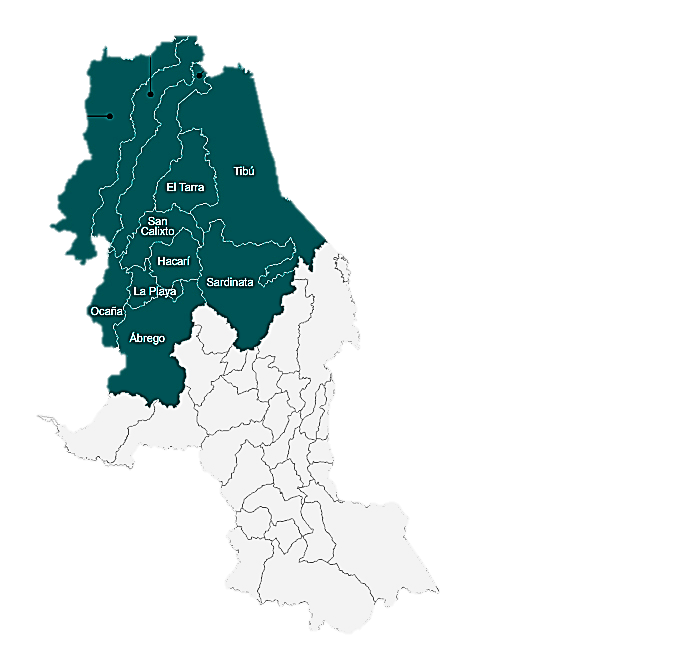 Tibú
El Tarra
San
Calixto
Hacarí
Sardinata
La Playa
Ocaña
Ábrego